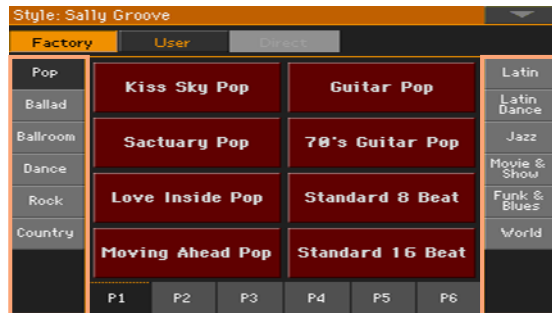 Style: Sally Groove
Factory User Direct
Pop
Ballad
Ballroom
Dance
Rock
Country
Kiss Sky Pop
Guitar Pop
Sactuary Pop
70's Guitar Pop
Love Inside Pop
Standard 8 Beat
Moving Ahead Pop
Standard 16 Beat
Latin
Latin
Dance
Jazz
Movie &
Show
Funk &
Blues
World
P1 P2 P3 P4 P5 P6